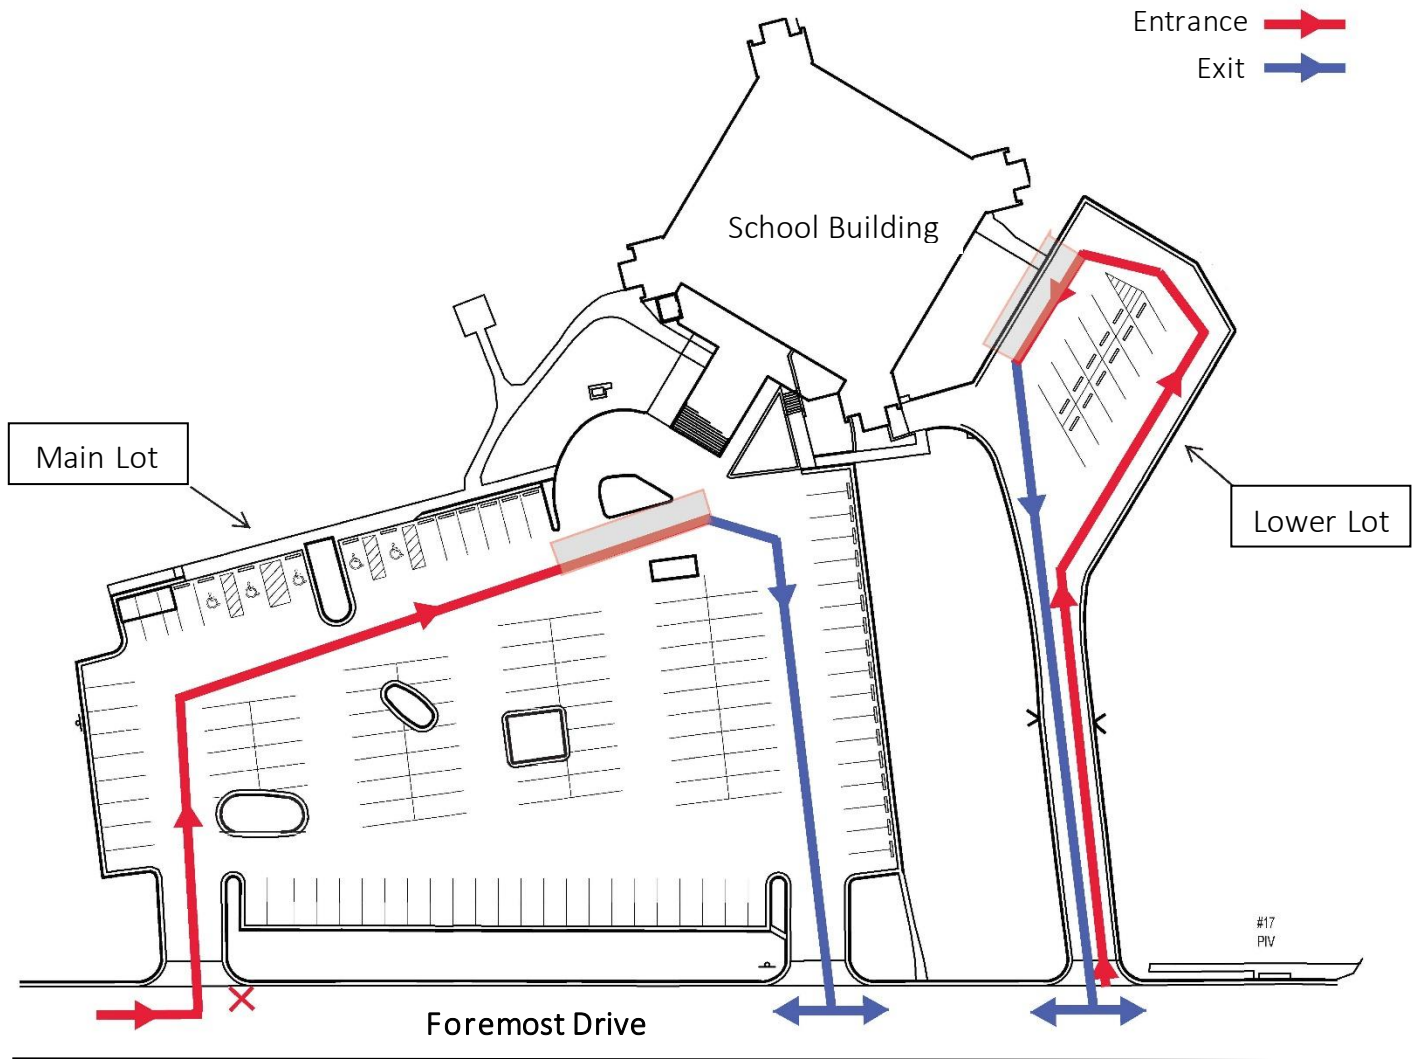 Entrance
Exit
School Building
Main Lot
Lower Lot
#17
PIV
Foremost Drive